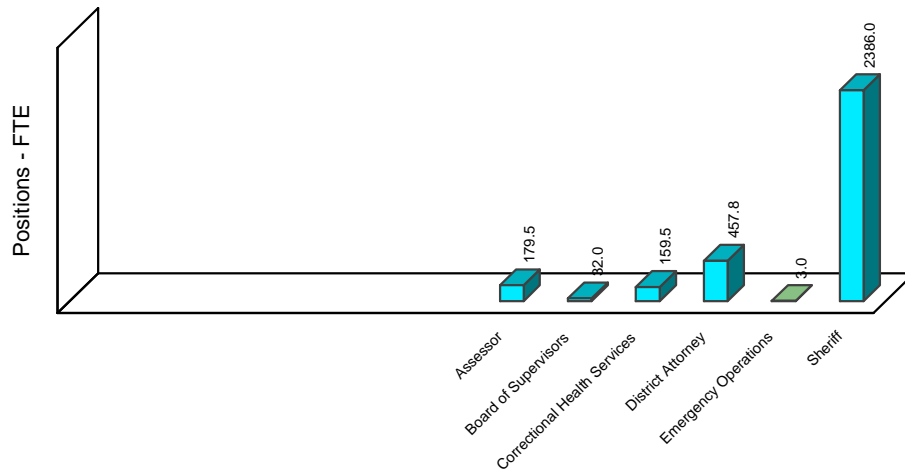 Positions - FTE
179.5
32.0
159.5
457.8
3.0
2386.0
Assessor
Board of Supervisors
Correctional Health Services
District Attorney
Emergency Operations
Sheriff